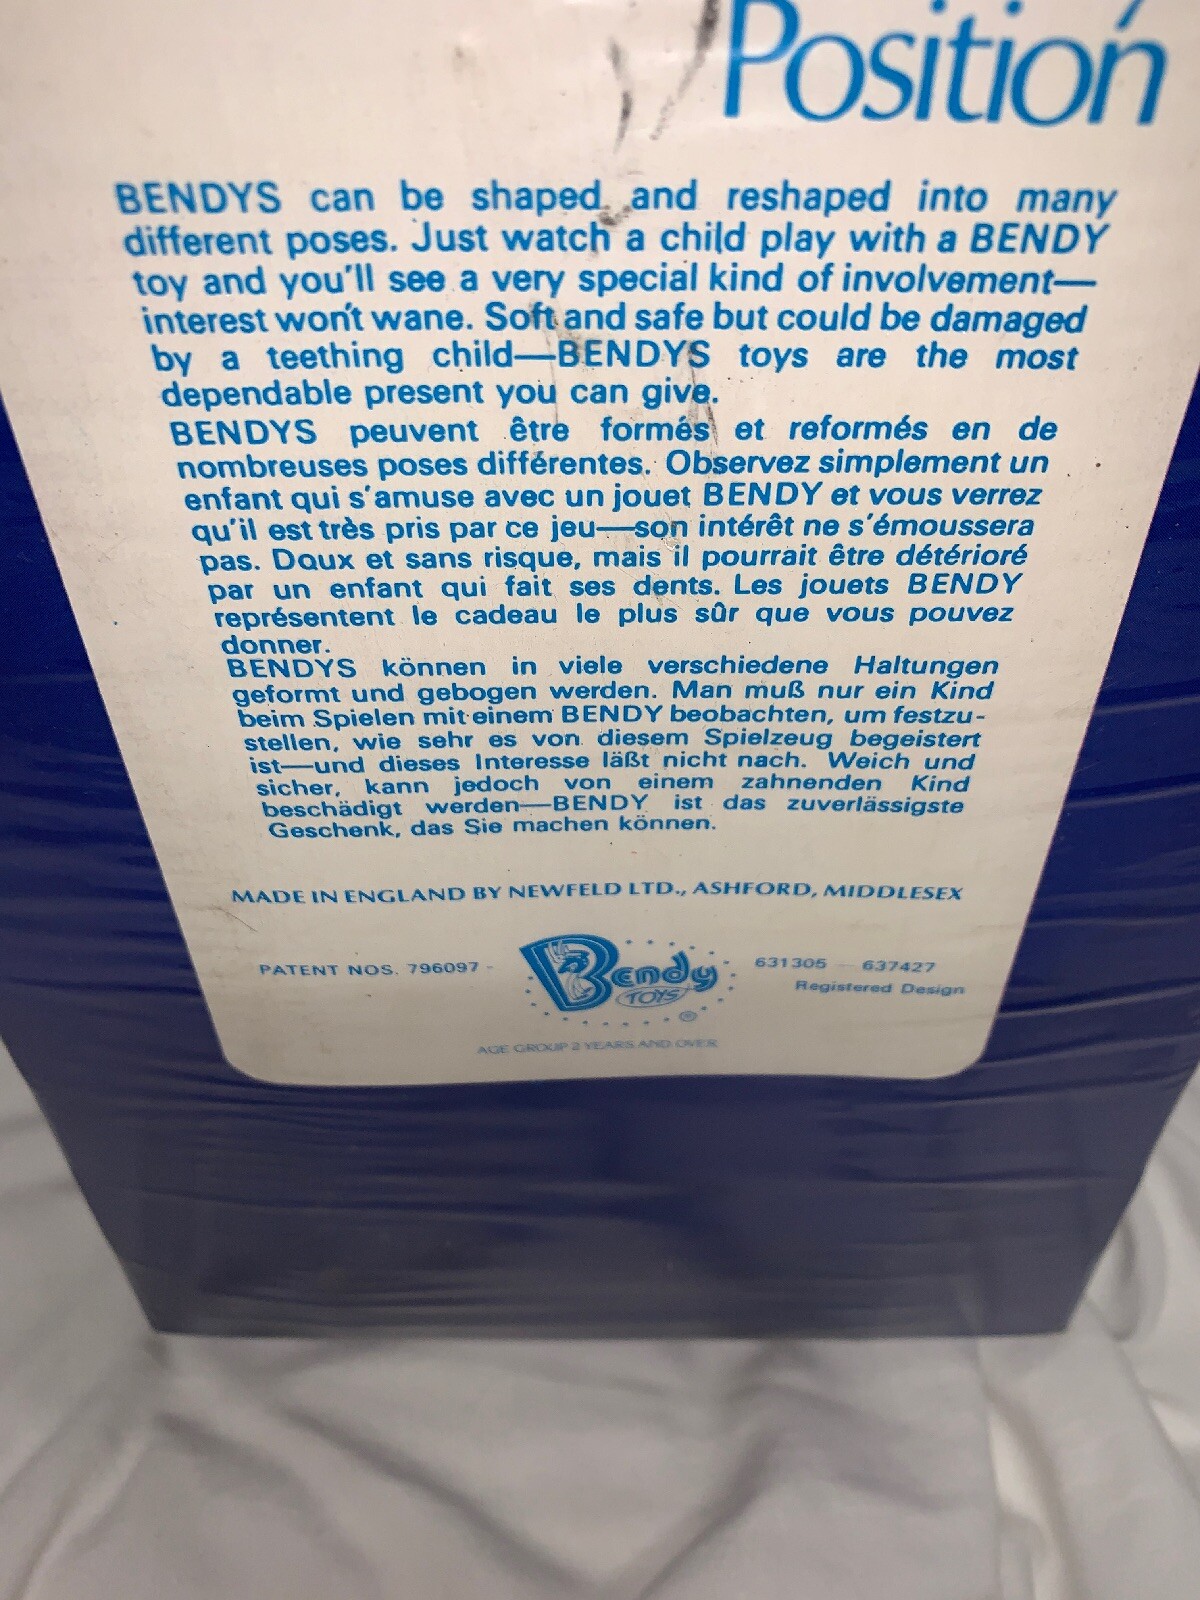 Position
BENDYS can be shaped and reshaped into many
different poses. Just watch a child play with a BENDY
toy and you'll see a very special kind of involvement—
interest won't wane. Soft and safe but could be damaged
by a teething child—BENDYS toys are the most
dependable present you can give.
BENDYS peuvent être formés et reformés en de
nombreuses poses différentes. Observez simplement un
enfant qui s'amuse avec un jouet BENDY et vous verrez
qu'il est très pris par ce jeu—son intérêt ne s'émoussera
pas. Doux et sans risque, mais il pourrait être détérioré
par un enfant qui fait ses dents. Les jouets BENDY
représentent le cadeau le plus sûr que vous pouvez
donner.
BENDYS können in viele verschiedene Haltungen
geformt und gebogen werden. Man muß nur ein Kind
beim Spielen mit einem BENDY beobachten, um festzu-
stellen, wie sehr es von diesem Spielzeug begeistert
ist—und dieses Interesse läßt nicht nach. Weich und
sicher, kann jedoch von einem zahnenden Kind
beschädigt werden—BENDY ist das zuverlässigste
Geschenk, das Sie machen können.
MADE IN ENGLAND BY NEWFELD LTD., ASHFORD, MIDDLESEX
PATENT NOS. 796097 - 631305 — 637427
Registered Design
Bendy
TOYS
®
AGE GROUP 2 YEARS AND OVER